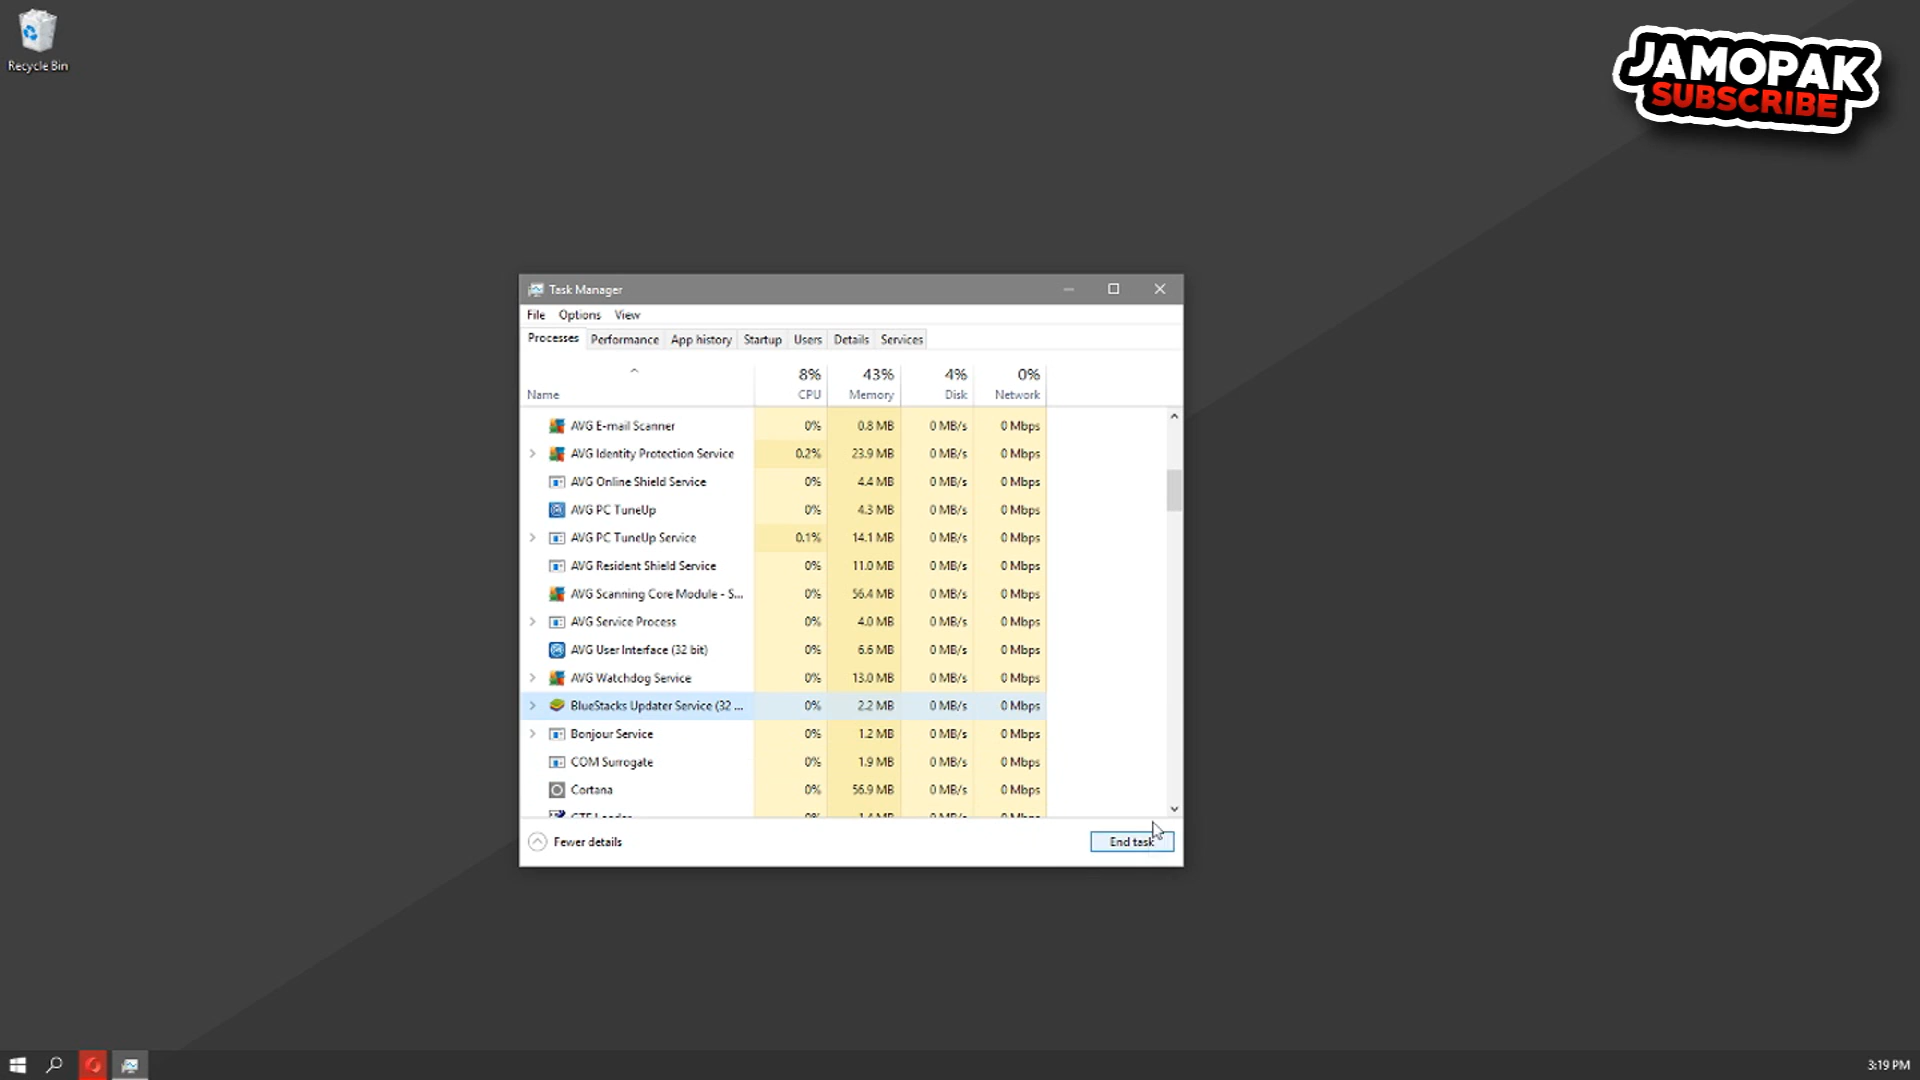 Recycle Bin
JAMOPAK
SUBSCRIBE
Task Manager
File Options View
Processes Performance App history Startup Users Details Services
8% 43% 4% 0%
Name CPU Memory Disk Network
AVG E-mail Scanner 0% 0.8 MB 0 MB/s 0 Mbps
AVG Identity Protection Service 0.2% 23.9 MB 0 MB/s 0 Mbps
AVG Online Shield Service 0% 4.4 MB 0 MB/s 0 Mbps
AVG PC TuneUp 0% 4.3 MB 0 MB/s 0 Mbps
AVG PC TuneUp Service 0.1% 14.1 MB 0 MB/s 0 Mbps
AVG Resident Shield Service 0% 11.0 MB 0 MB/s 0 Mbps
AVG Scanning Core Module - S... 0% 56.4 MB 0 MB/s 0 Mbps
AVG Service Process 0% 4.0 MB 0 MB/s 0 Mbps
AVG User Interface (32 bit) 0% 6.6 MB 0 MB/s 0 Mbps
AVG Watchdog Service 0% 13.0 MB 0 MB/s 0 Mbps
BlueStacks Updater Service (32 ... 0% 2.2 MB 0 MB/s 0 Mbps
Bonjour Service 0% 1.2 MB 0 MB/s 0 Mbps
COM Surrogate 0% 1.9 MB 0 MB/s 0 Mbps
Cortana 0% 56.9 MB 0 MB/s 0 Mbps
Fewer details End task
3:19 PM